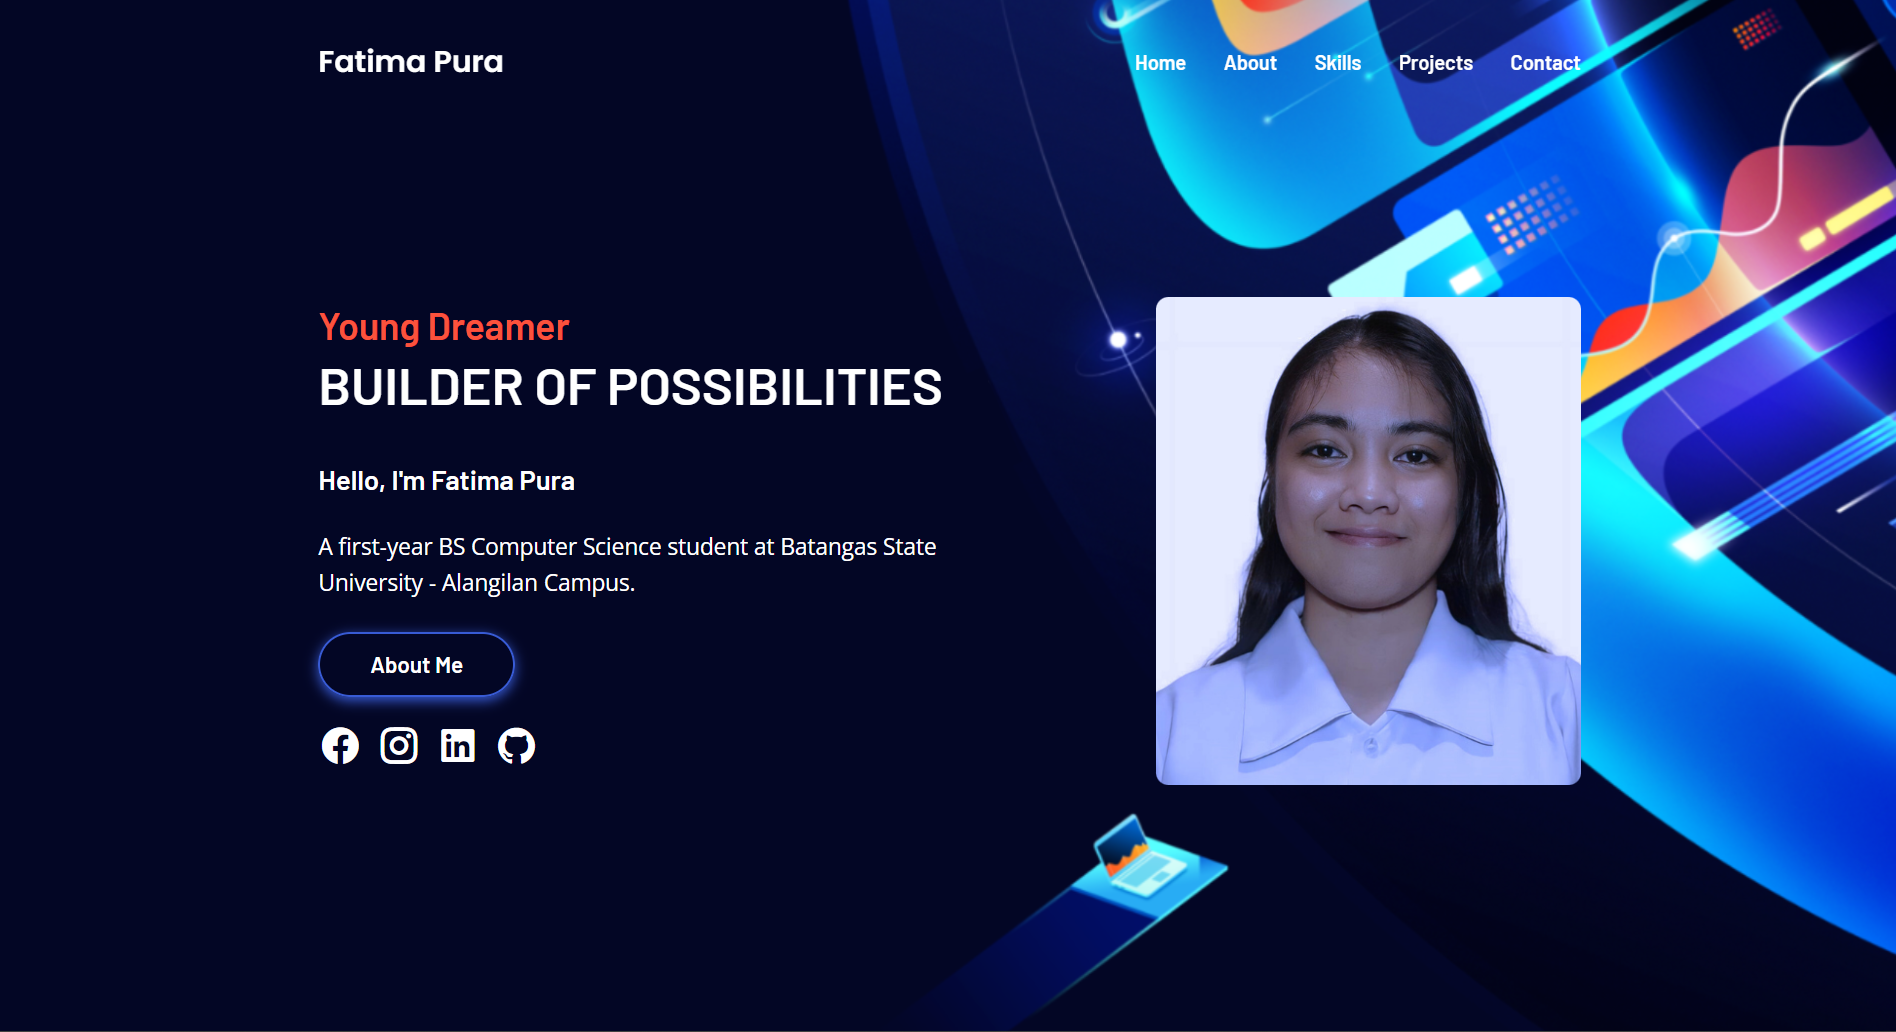 Fatima Pura
Home About Skills Projects Contact
Young Dreamer
BUILDER OF POSSIBILITIES
Hello, I'm Fatima Pura
A first-year BS Computer Science student at Batangas State
University - Alangilan Campus.
About Me